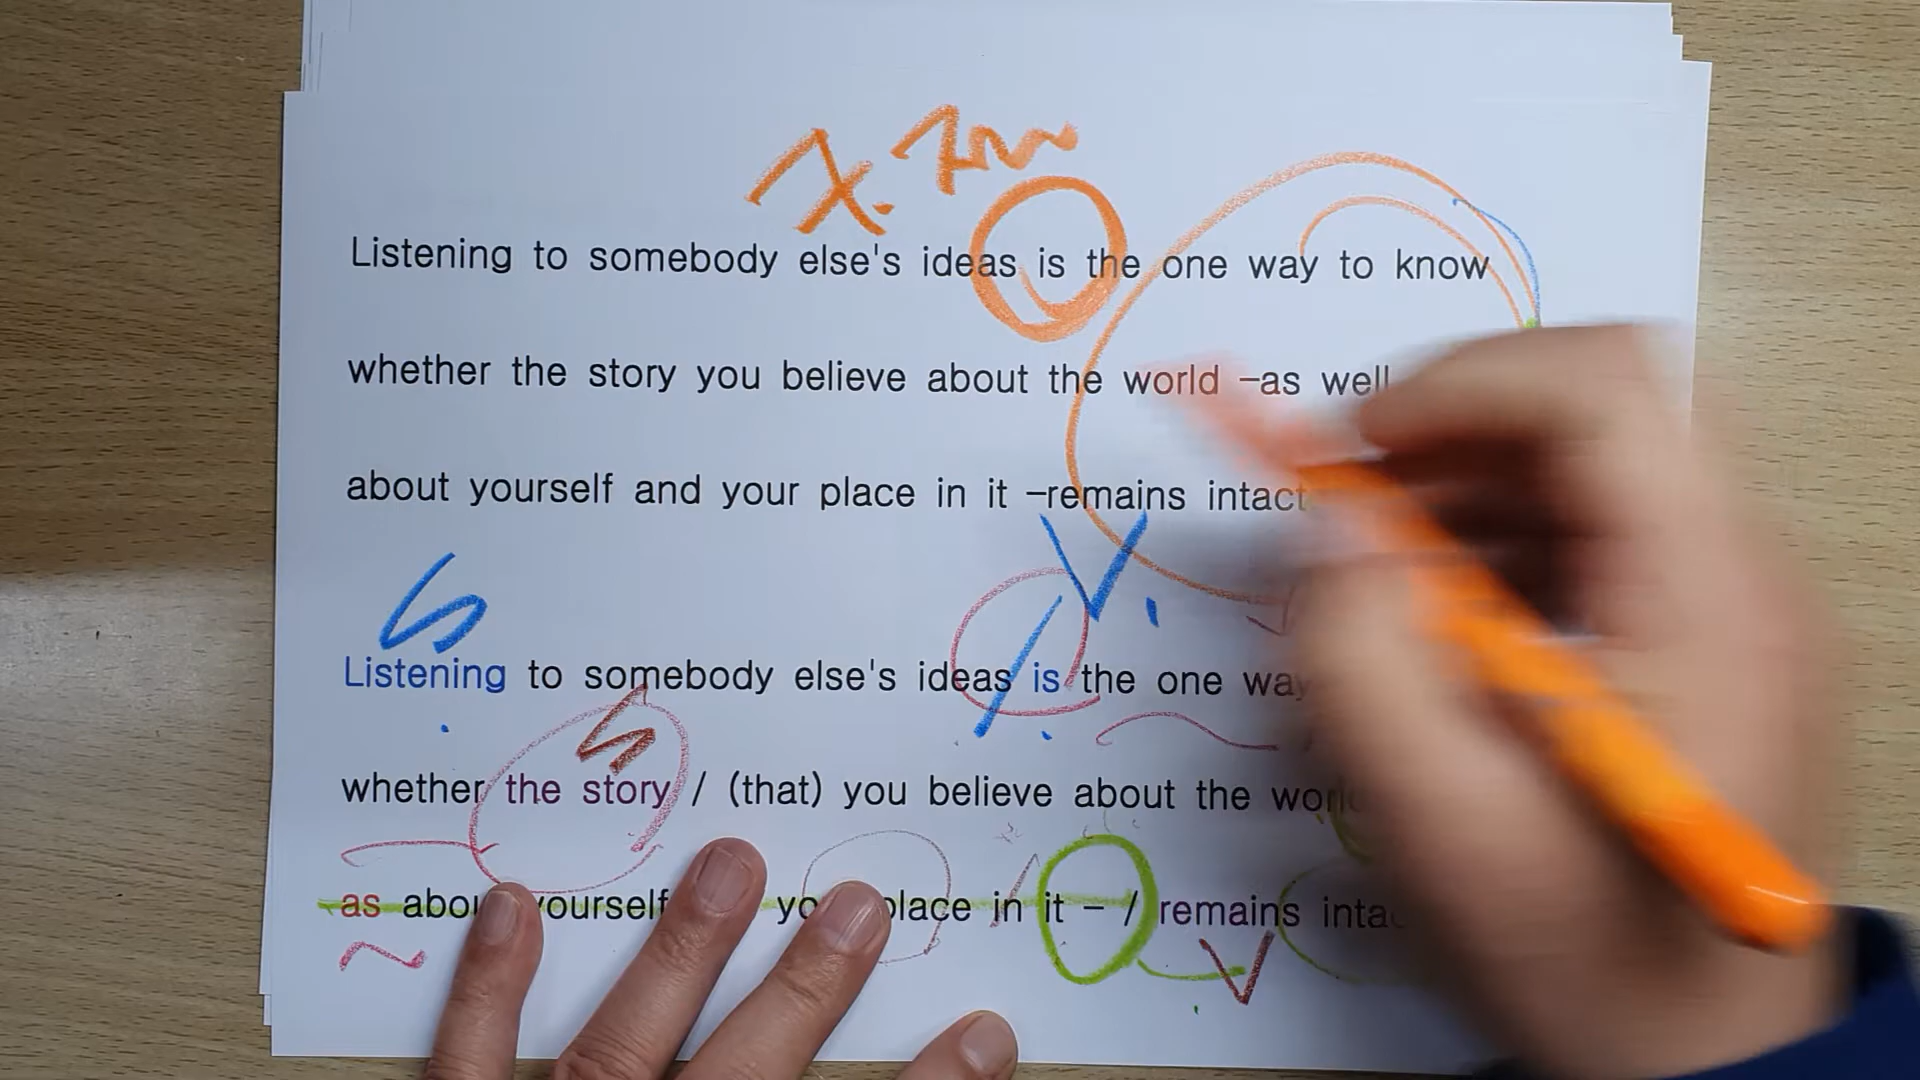 Listening to somebody else's ideas is the one way to know
whether the story you believe about the world –as well
about yourself and your place in it –remains intact
S
V
Listening to somebody else's ideas / is the one way
S
whether the story / (that) you believe about the
as yourself place in it – / remains
V